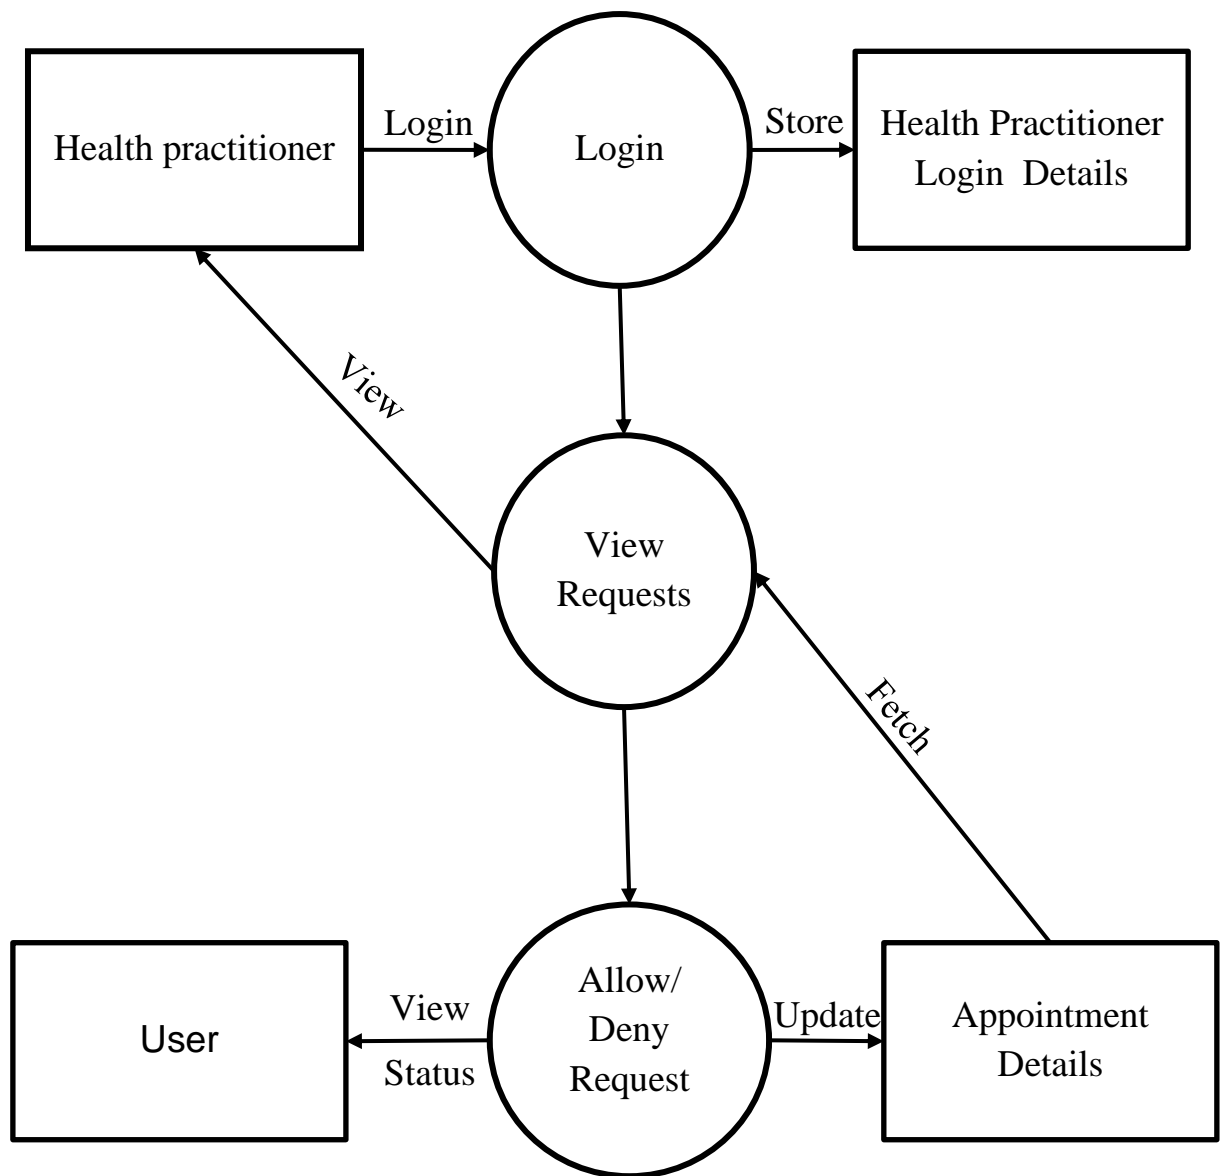 Health practitioner
Login
Login
Store
Health Practitioner
Login  Details
View
View
Requests
Fetch
User
View
Status
Allow/
Deny
Request
Update
Appointment
Details